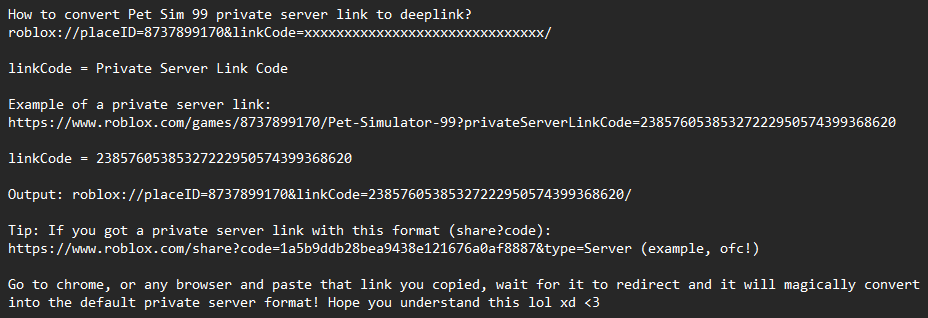 How to convert Pet Sim 99 private server link to deeplink?
roblox://placeID=8737899170&linkCode=xxxxxxxxxxxxxxxxxxxxxxxxxxxxxx/
linkCode = Private Server Link Code
Example of a private server link:
https://www.roblox.com/games/8737899170/Pet-Simulator-99?privateServerLinkCode=23857605385327222950574399368620
linkCode = 23857605385327222950574399368620
Output: roblox://placeID=8737899170&linkCode=23857605385327222950574399368620/
Tip: If you got a private server link with this format (share?code):
https://www.roblox.com/share?code=1a5b9ddb28bea9438e121676a0af8887&type=Server (example, ofc!)
Go to chrome, or any browser and paste that link you copied, wait for it to redirect and it will magically convert
into the default private server format! Hope you understand this lol xd <3